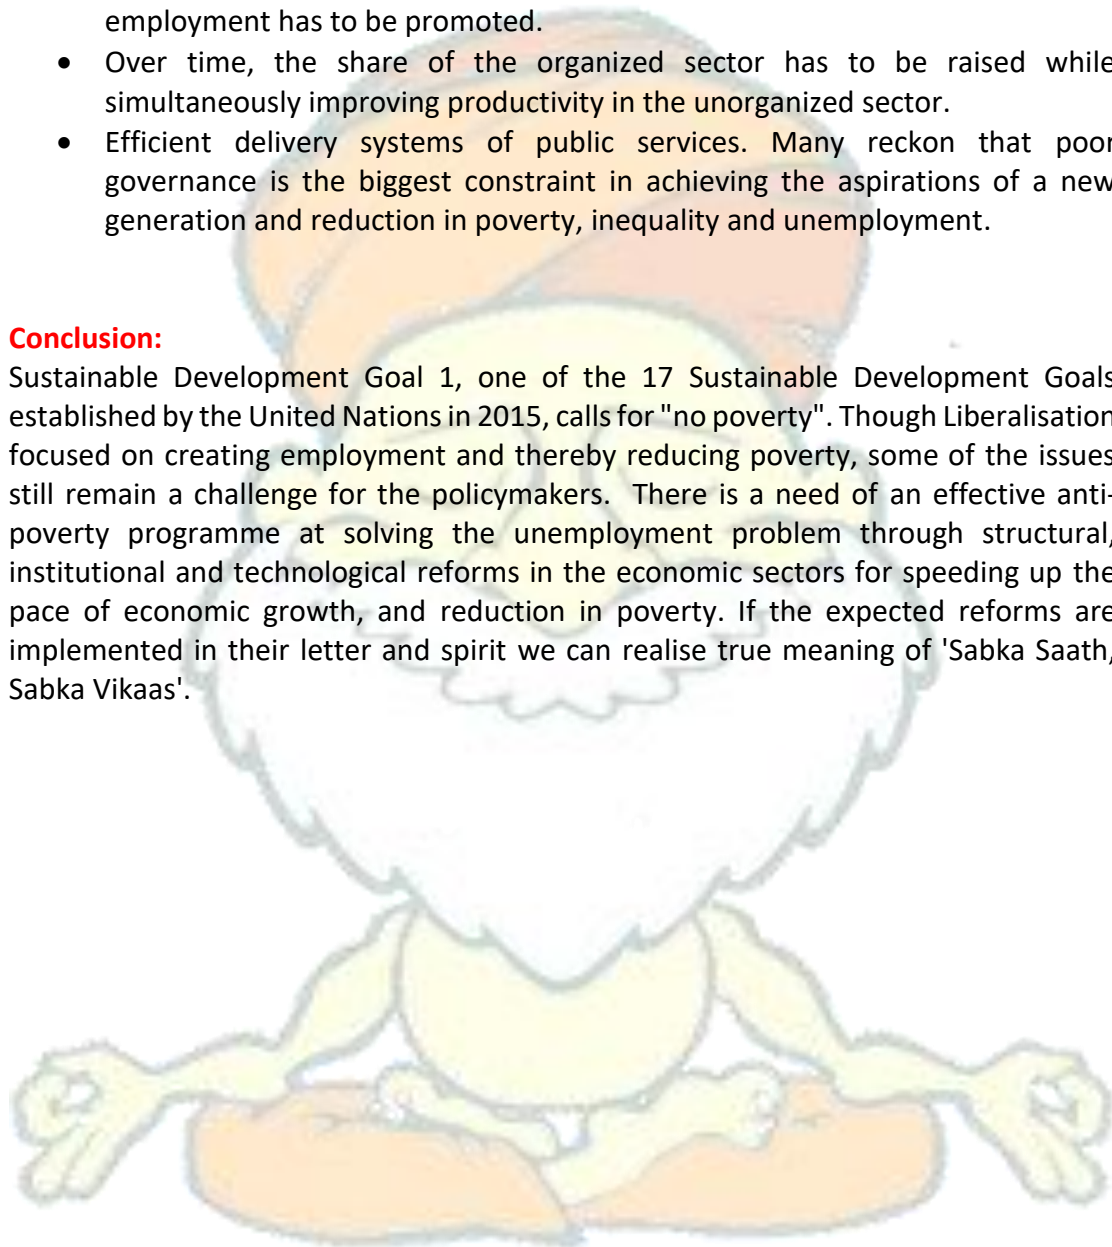 employment has to be promoted.
• Over time, the share of the organized sector has to be raised while
simultaneously improving productivity in the unorganized sector.
• Efficient delivery systems of public services. Many reckon that poor
governance is the biggest constraint in achieving the aspirations of a new
generation and reduction in poverty, inequality and unemployment.
Conclusion:
Sustainable Development Goal 1, one of the 17 Sustainable Development Goals
established by the United Nations in 2015, calls for "no poverty". Though Liberalisation
focused on creating employment and thereby reducing poverty, some of the issues
still remain a challenge for the policymakers. There is a need of an effective anti-
poverty programme at solving the unemployment problem through structural,
institutional and technological reforms in the economic sectors for speeding up the
pace of economic growth, and reduction in poverty. If the expected reforms are
implemented in their letter and spirit we can realise true meaning of 'Sabka Saath,
Sabka Vikaas'.